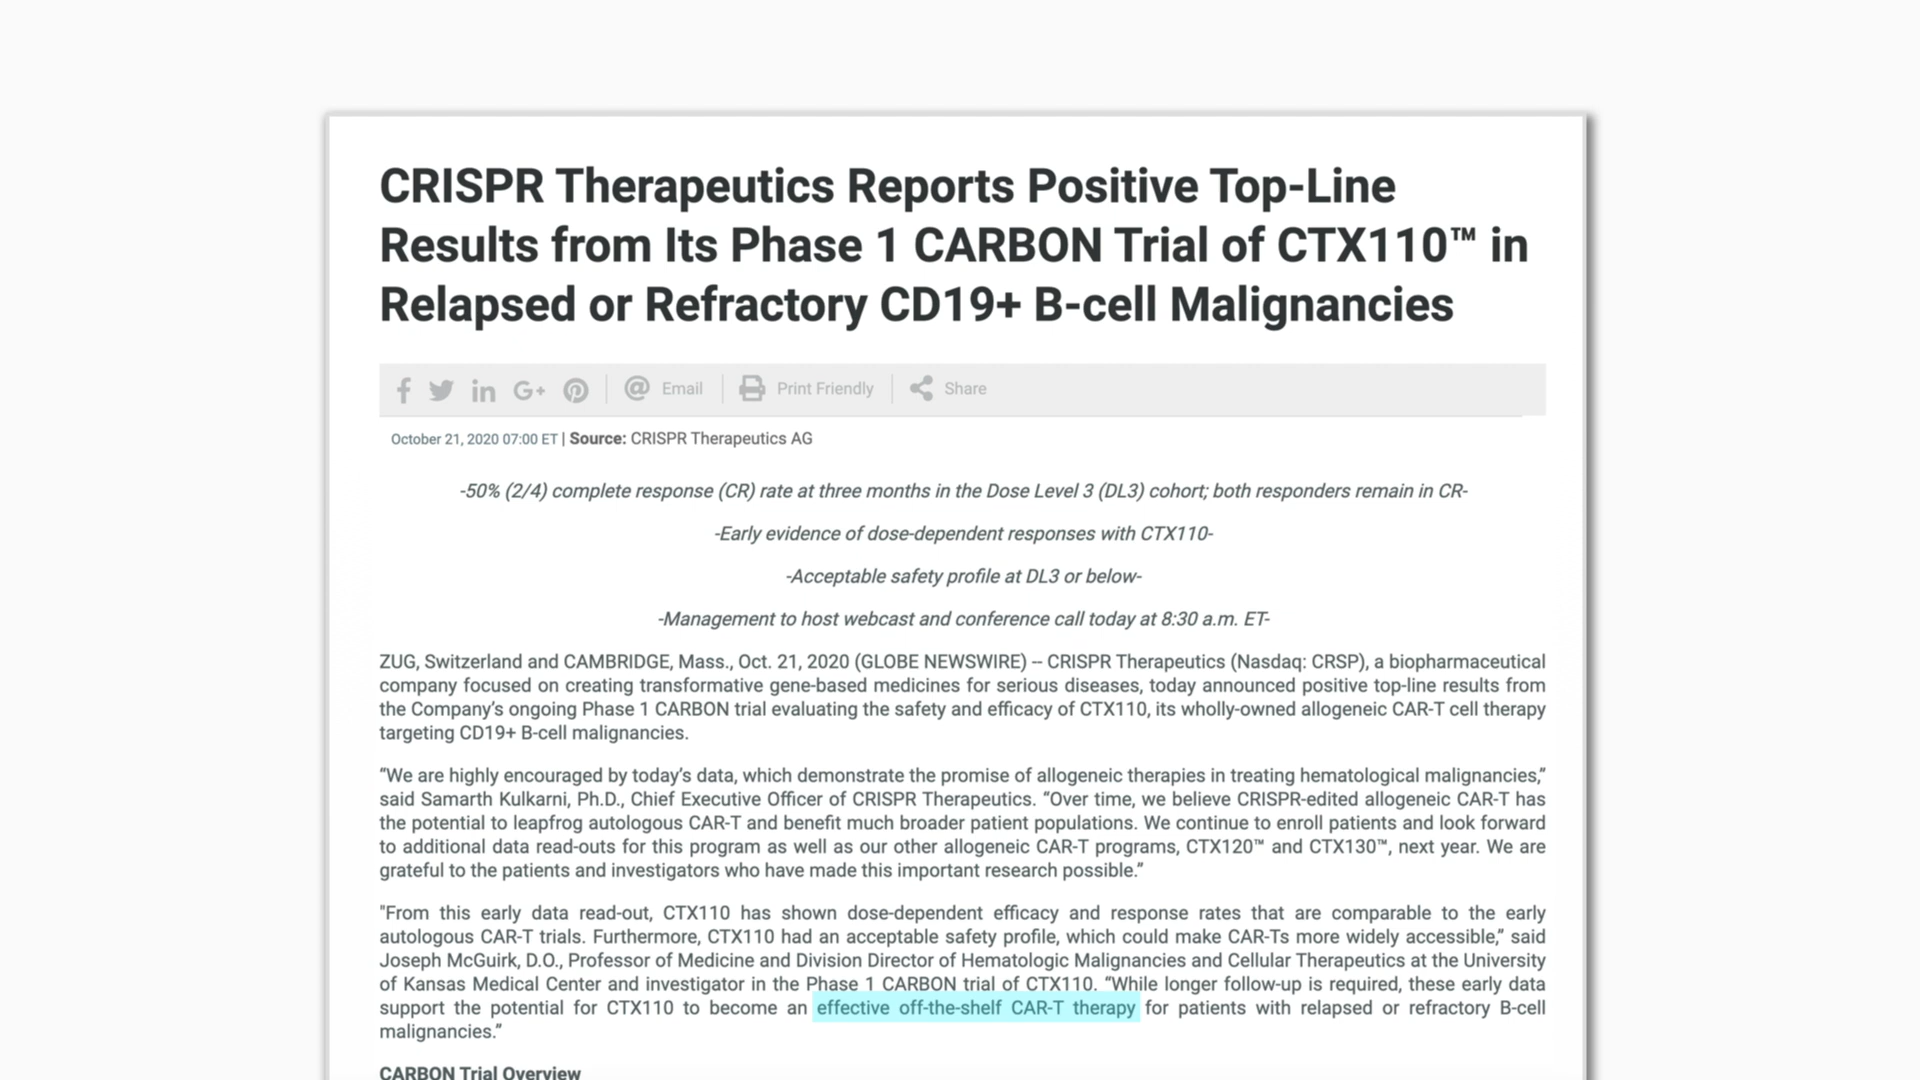 CRISPR Therapeutics Reports Positive Top-Line
Results from Its Phase 1 CARBON Trial of CTX110™ in
Relapsed or Refractory CD19+ B-cell Malignancies
f in G+ @ Email Print Friendly Share
October 21, 2020 07:00 ET | Source: CRISPR Therapeutics AG
-50% (2/4) complete response (CR) rate at three months in the Dose Level 3 (DL3) cohort; both responders remain in CR-
-Early evidence of dose-dependent responses with CTX110-
-Acceptable safety profile at DL3 or below-
-Management to host webcast and conference call today at 8:30 a.m. ET-
ZUG, Switzerland and CAMBRIDGE, Mass., Oct. 21, 2020 (GLOBE NEWSWIRE) -- CRISPR Therapeutics (Nasdaq: CRSP), a biopharmaceutical
company focused on creating transformative gene-based medicines for serious diseases, today announced positive top-line results from
the Company’s ongoing Phase 1 CARBON trial evaluating the safety and efficacy of CTX110, its wholly-owned allogeneic CAR-T cell therapy
targeting CD19+ B-cell malignancies.
“We are highly encouraged by today’s data, which demonstrate the promise of allogeneic therapies in treating hematological malignancies,”
said Samarth Kulkarni, Ph.D., Chief Executive Officer of CRISPR Therapeutics. “Over time, we believe CRISPR-edited allogeneic CAR-T has
the potential to leapfrog autologous CAR-T and benefit much broader patient populations. We continue to enroll patients and look forward
to additional data read-outs for this program as well as our other allogeneic CAR-T programs, CTX120™ and CTX130™, next year. We are
grateful to the patients and investigators who have made this important research possible.”
"From this early data read-out, CTX110 has shown dose-dependent efficacy and response rates that are comparable to the early
autologous CAR-T trials. Furthermore, CTX110 had an acceptable safety profile, which could make CAR-Ts more widely accessible,” said
Joseph McGuirk, D.O., Professor of Medicine and Division Director of Hematologic Malignancies and Cellular Therapeutics at the University
of Kansas Medical Center and investigator in the Phase 1 CARBON trial of CTX110. “While longer follow-up is required, these early data
support the potential for CTX110 to become an effective off-the-shelf CAR-T therapy for patients with relapsed or refractory B-cell
malignancies.”
CARBON Trial Overview